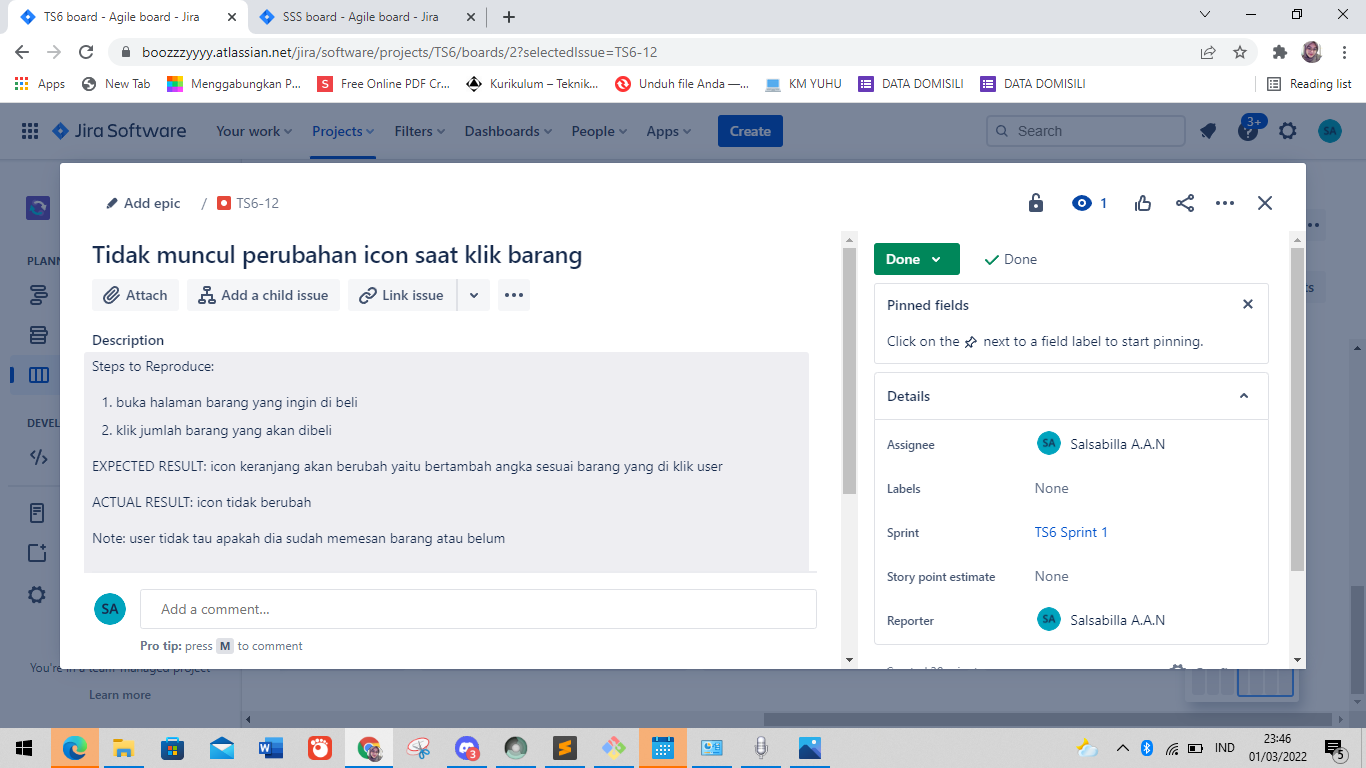 TS6 board - Agile board - Jira
SSS board - Agile board - Jira
boozzzyyyy.atlassian.net/jira/software/projects/TS6/boards/2?selectedIssue=TS6-12
Apps
New Tab
Menggabungkan P...
Free Online PDF Cr...
Kurikulum – Teknik...
Unduh file Anda —...
KM YUHU
DATA DOMISILI
DATA DOMISILI
Reading list
Jira Software
Your work
Projects
Filters
Dashboards
People
Apps
Create
Search
3+
SA
Add epic / TS6-12
1
Tidak muncul perubahan icon saat klik barang
Attach
Add a child issue
Link issue
Description
Steps to Reproduce:
1. buka halaman barang yang ingin di beli
2. klik jumlah barang yang akan dibeli
EXPECTED RESULT: icon keranjang akan berubah yaitu bertambah angka sesuai barang yang di klik user
ACTUAL RESULT: icon tidak berubah
Note: user tidak tau apakah dia sudah memesan barang atau belum
SA
Add a comment...
Pro tip: press M to comment
Done
Done
Pinned fields
Click on the next to a field label to start pinning.
Details
Assignee
SA Salsabilla A.A.N
Labels
None
Sprint
TS6 Sprint 1
Story point estimate
None
Reporter
SA Salsabilla A.A.N
PLANN
DEVEL
You're in a team-managed project
Learn more
3
IND
23:46
01/03/2022
5